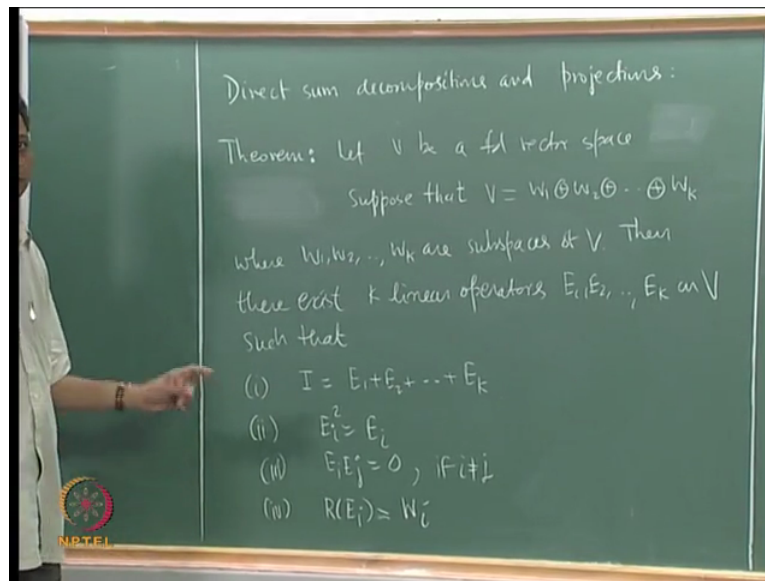 Direct sum decompositions and projections:
Theorem: Let V be a fd vector space
Suppose that V = W₁⊕W₂⊕ ·· ⊕ Wₖ
where W₁, W₂, .., Wₖ are subspaces of V. Then
there exist k linear operators E₁, E₂, .., Eₖ on V
such that
(i) I = E₁ + E₂ + ··· + Eₖ
(ii) Eᵢ² = Eᵢ
(iii) EᵢEⱼ = 0, if i≠j
(iv) R(Eᵢ) = Wᵢ
NPTEL